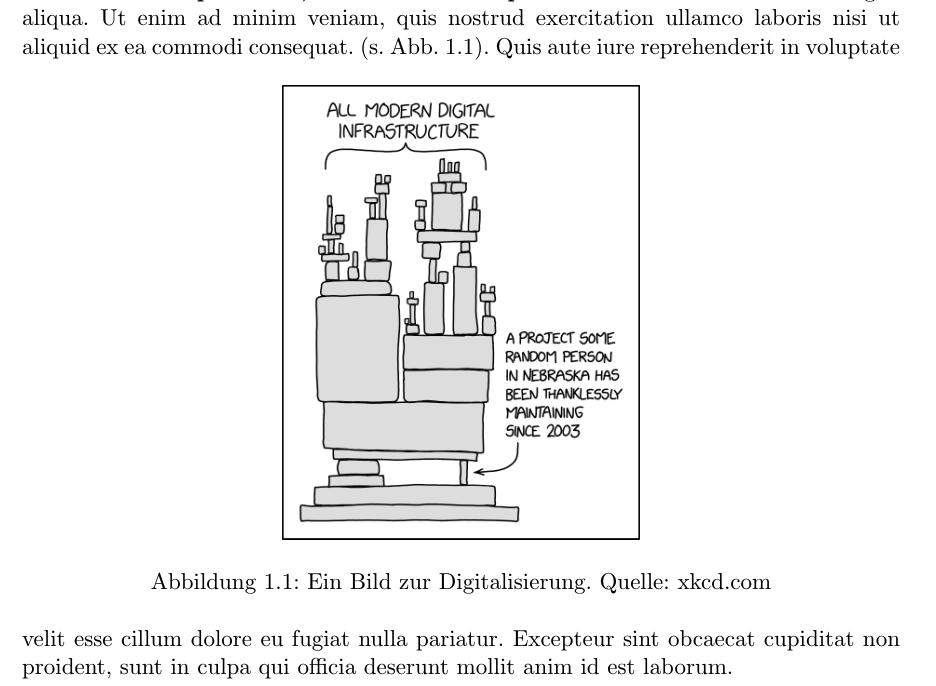 aliqua. Ut enim ad minim veniam, quis nostrud exercitation ullamco laboris nisi ut
aliquid ex ea commodi consequat. (s. Abb. 1.1). Quis aute iure reprehenderit in voluptate
ALL MODERN DIGITAL
INFRASTRUCTURE
A PROJECT SOME
RANDOM PERSON
IN NEBRASKA HAS
BEEN THANKLESSLY
MAINTAINING
SINCE 2003
Abbildung 1.1: Ein Bild zur Digitalisierung. Quelle: xkcd.com
velit esse cillum dolore eu fugiat nulla pariatur. Excepteur sint obcaecat cupiditat non
proident, sunt in culpa qui officia deserunt mollit anim id est laborum.